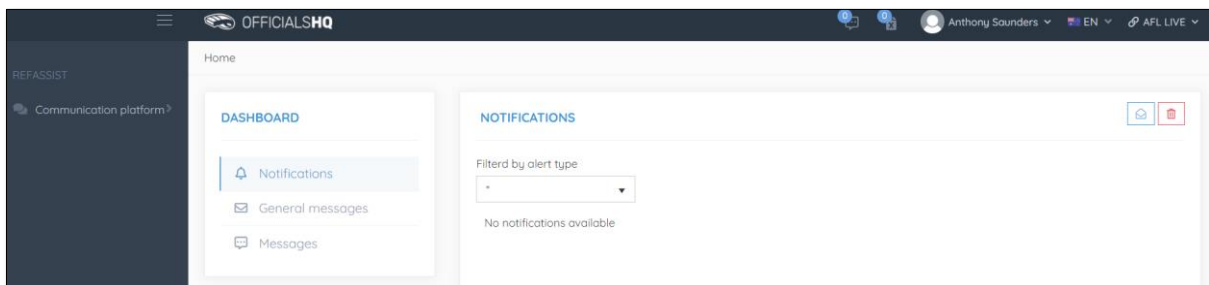 OFFICIALSHQ
0
0
Anthony Saunders
EN
AFL LIVE
Home
REFASSIST
Communication platform
DASHBOARD
NOTIFICATIONS
Notifications
Filterd by alert type
*
General messages
No notifications available
Messages